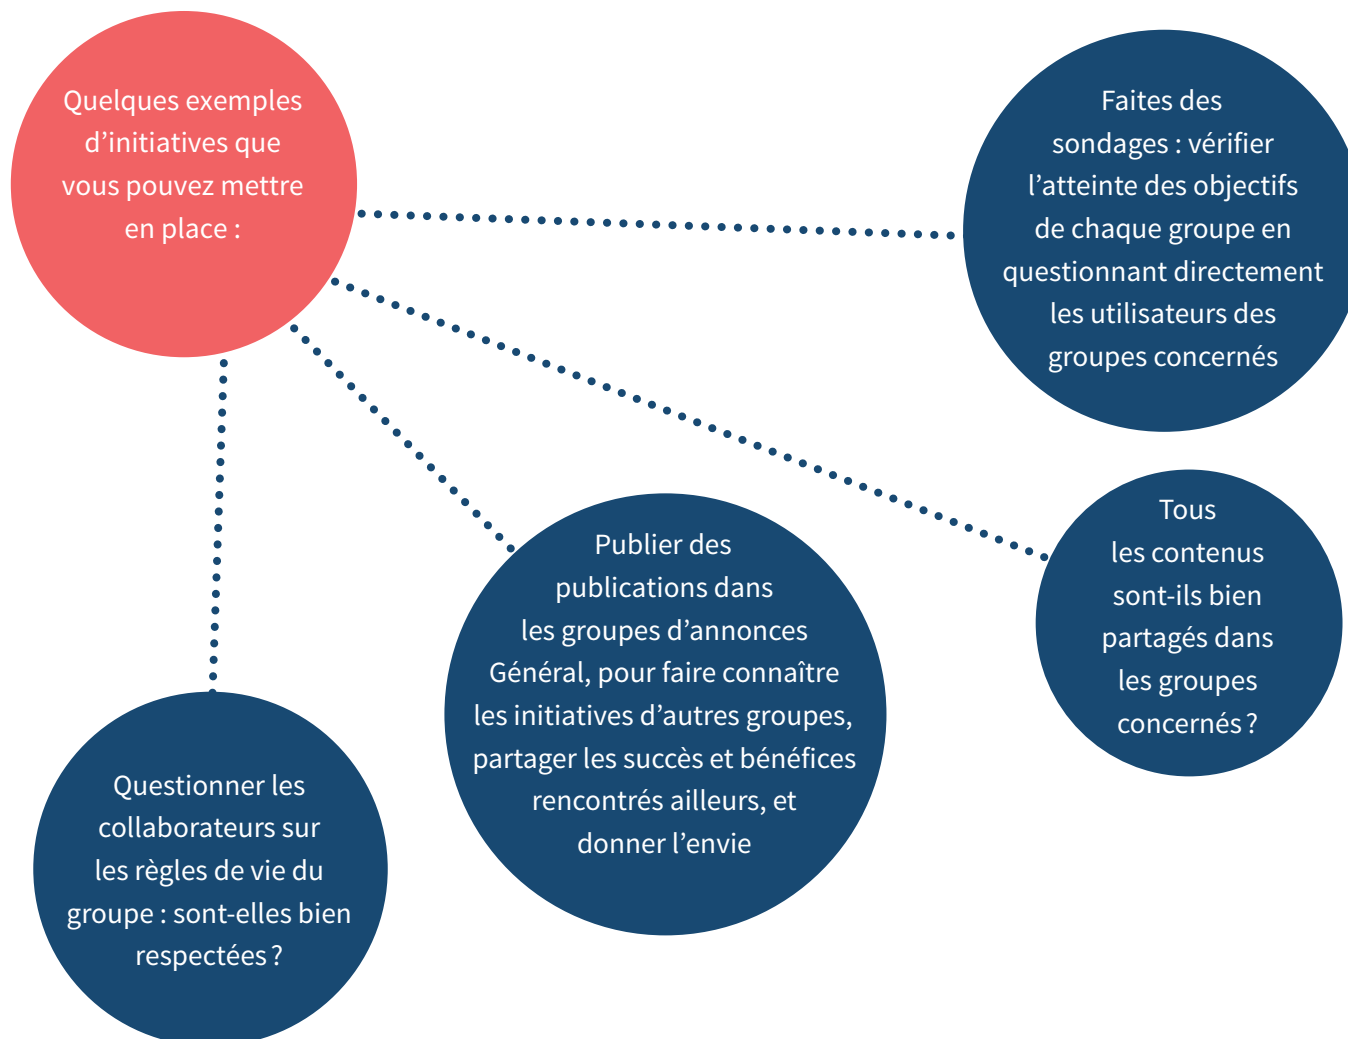 Quelques exemples
d’initiatives que
vous pouvez mettre
en place :
Faites des
sondages : vérifier
l’atteinte des objectifs
de chaque groupe en
questionnant directement
les utilisateurs des
groupes concernés
Tous
les contenus
sont-ils bien
partagés dans
les groupes
concernés ?
Publier des
publications dans
les groupes d’annonces
Général, pour faire connaître
les initiatives d’autres groupes,
partager les succès et bénéfices
rencontrés ailleurs, et
donner l’envie
Questionner les
collaborateurs sur
les règles de vie du
groupe : sont-elles bien
respectées ?